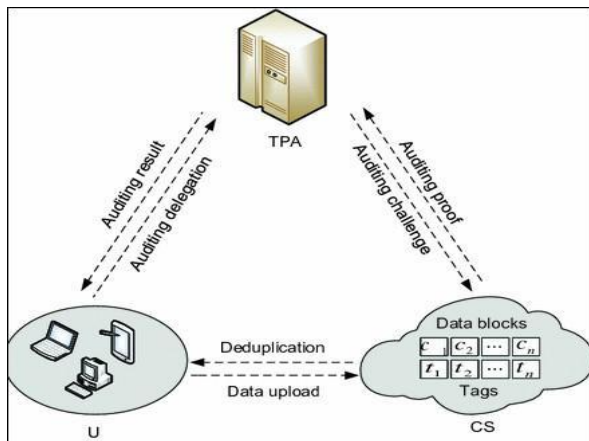 TPA
Auditing result
Auditing delegation
Auditing proof
Auditing challenge
Deduplication
Data upload
Data blocks
c 1 c2 ... cn
t1 t2 ... tn
Tags
U
CS